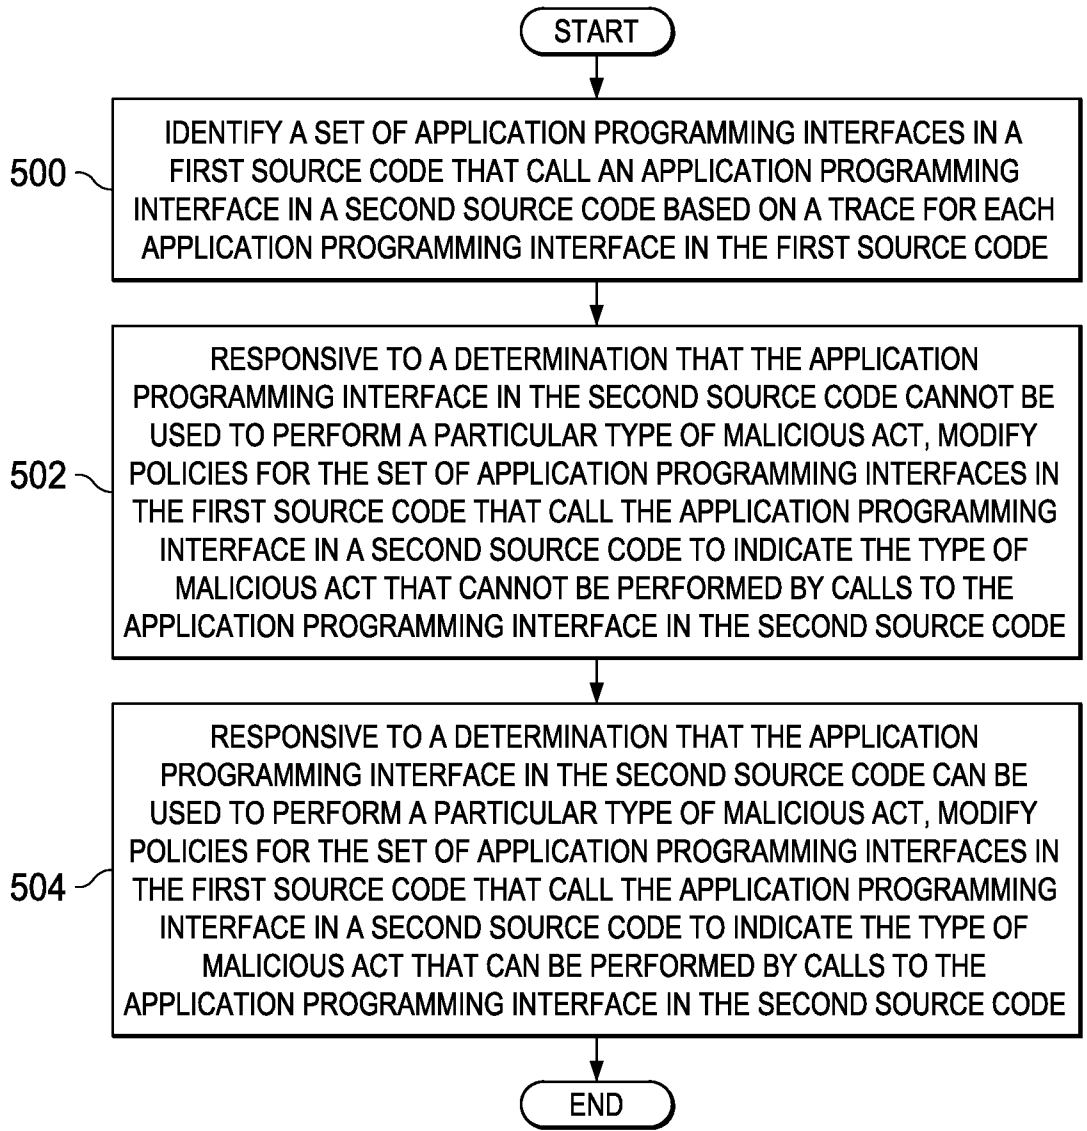 START
IDENTIFY A SET OF APPLICATION PROGRAMMING INTERFACES IN A
FIRST SOURCE CODE THAT CALL AN APPLICATION PROGRAMMING
INTERFACE IN A SECOND SOURCE CODE BASED ON A TRACE FOR EACH
APPLICATION PROGRAMMING INTERFACE IN THE FIRST SOURCE CODE
500
RESPONSIVE TO A DETERMINATION THAT THE APPLICATION
PROGRAMMING INTERFACE IN THE SECOND SOURCE CODE CANNOT BE
USED TO PERFORM A PARTICULAR TYPE OF MALICIOUS ACT, MODIFY
POLICIES FOR THE SET OF APPLICATION PROGRAMMING INTERFACES IN
THE FIRST SOURCE CODE THAT CALL THE APPLICATION PROGRAMMING
INTERFACE IN A SECOND SOURCE CODE TO INDICATE THE TYPE OF
MALICIOUS ACT THAT CANNOT BE PERFORMED BY CALLS TO THE
APPLICATION PROGRAMMING INTERFACE IN THE SECOND SOURCE CODE
502
RESPONSIVE TO A DETERMINATION THAT THE APPLICATION
PROGRAMMING INTERFACE IN THE SECOND SOURCE CODE CAN BE
USED TO PERFORM A PARTICULAR TYPE OF MALICIOUS ACT, MODIFY
POLICIES FOR THE SET OF APPLICATION PROGRAMMING INTERFACES IN
THE FIRST SOURCE CODE THAT CALL THE APPLICATION PROGRAMMING
INTERFACE IN A SECOND SOURCE CODE TO INDICATE THE TYPE OF
MALICIOUS ACT THAT CAN BE PERFORMED BY CALLS TO THE
APPLICATION PROGRAMMING INTERFACE IN THE SECOND SOURCE CODE
504
END